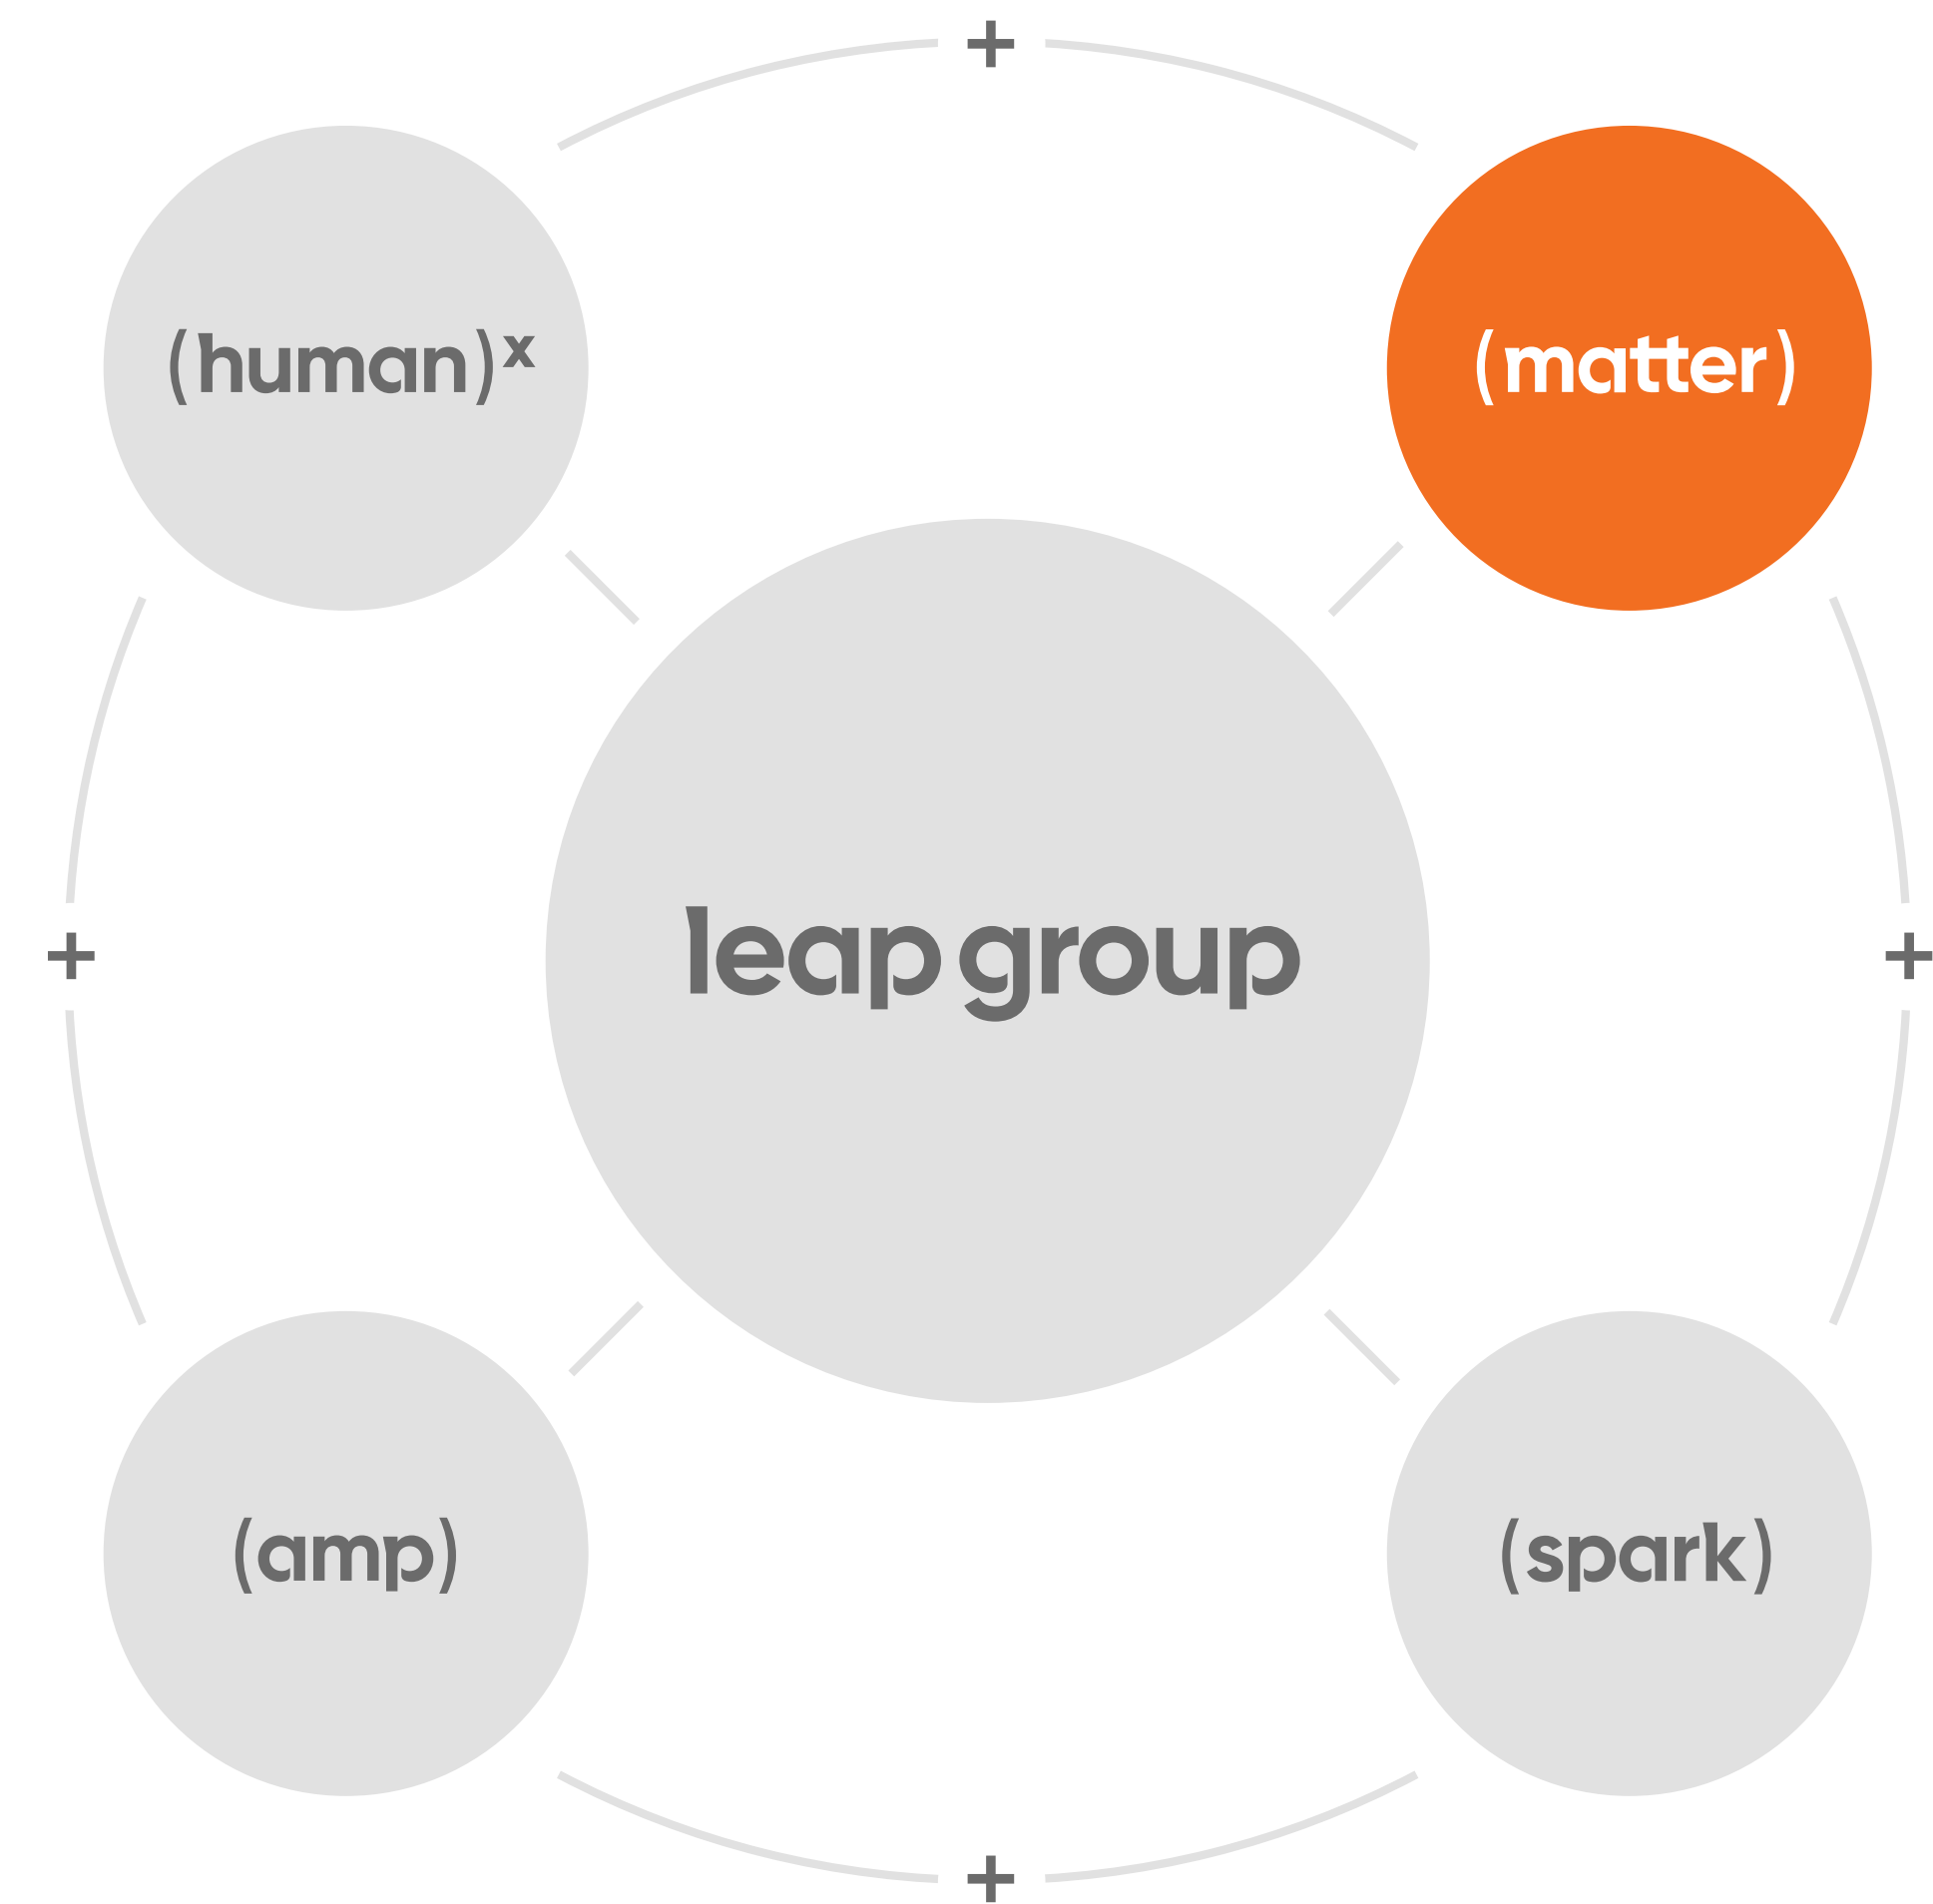 +
(human)ˣ
(matter)
leap group
+
+
(amp)
(spark)
+